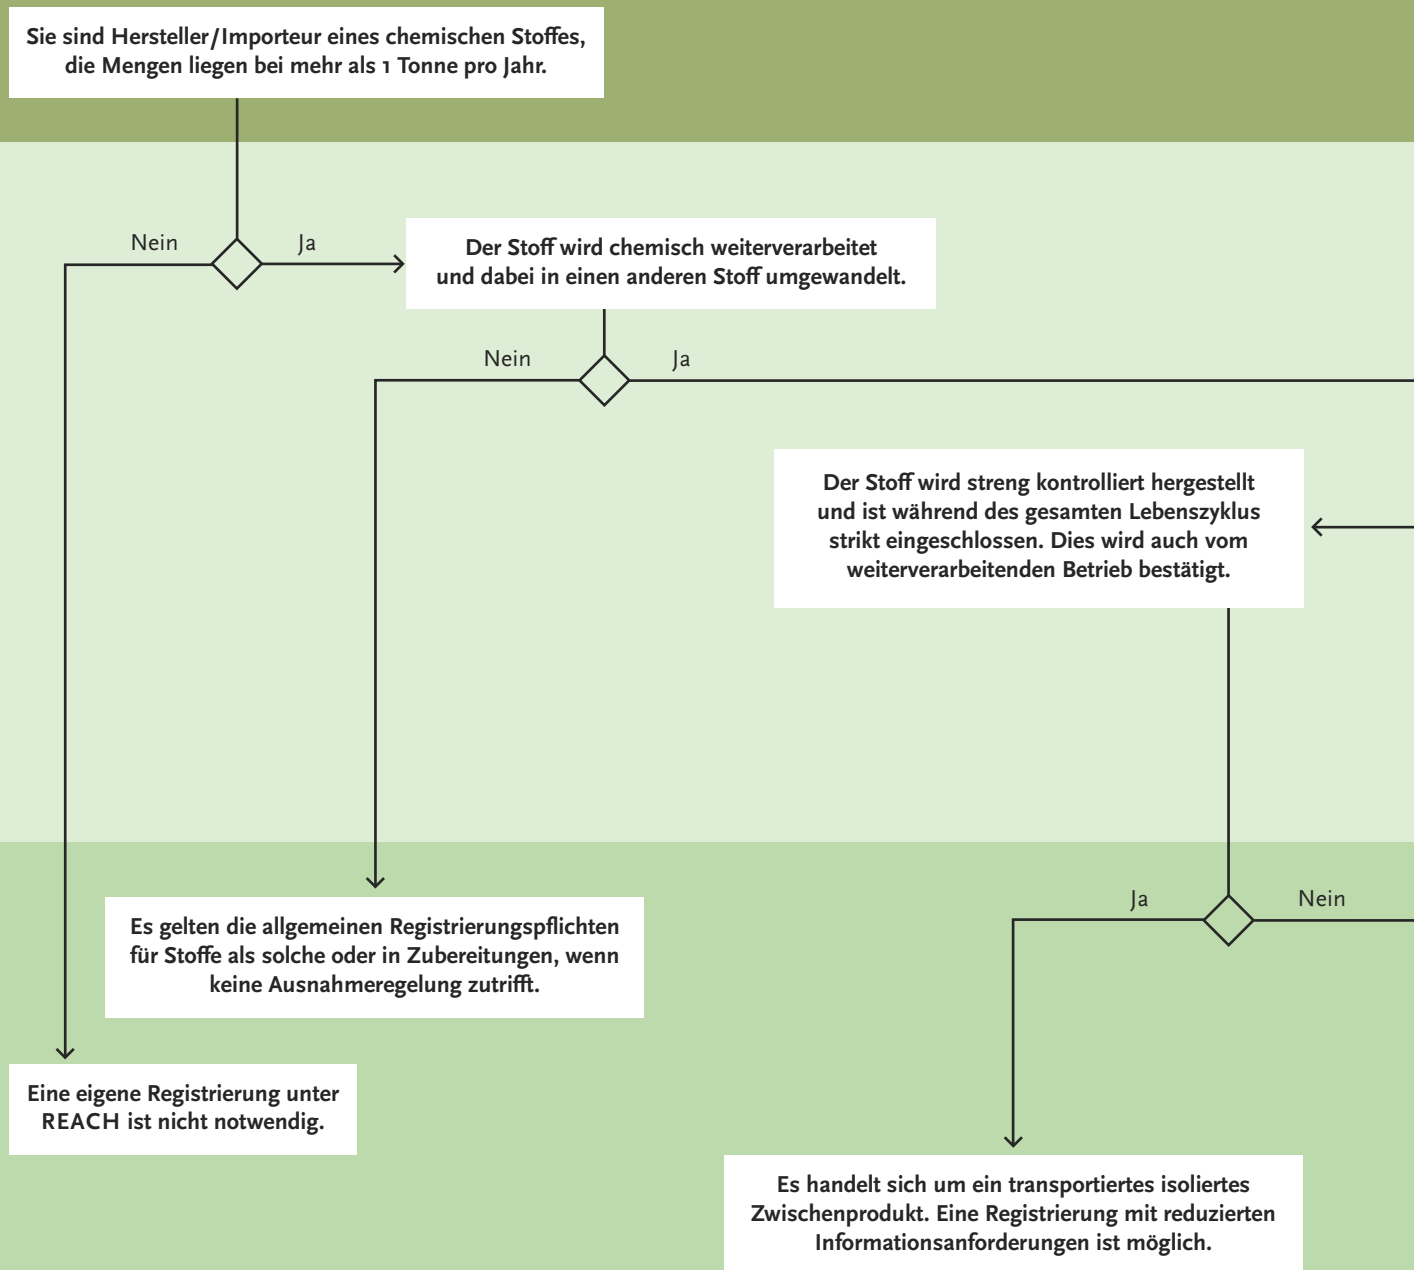 Sie sind Hersteller/Importeur eines chemischen Stoffes,
die Mengen liegen bei mehr als 1 Tonne pro Jahr.
Nein
Ja
Der Stoff wird chemisch weiterverarbeitet
und dabei in einen anderen Stoff umgewandelt.
Nein
Ja
Der Stoff wird streng kontrolliert hergestellt
und ist während des gesamten Lebenszyklus
strikt eingeschlossen. Dies wird auch vom
weiterverarbeitenden Betrieb bestätigt.
Ja
Nein
Es gelten die allgemeinen Registrierungspflichten
für Stoffe als solche oder in Zubereitungen, wenn
keine Ausnahmeregelung zutrifft.
Eine eigene Registrierung unter
REACH ist nicht notwendig.
Es handelt sich um ein transportiertes isoliertes
Zwischenprodukt. Eine Registrierung mit reduzierten
Informationsanforderungen ist möglich.